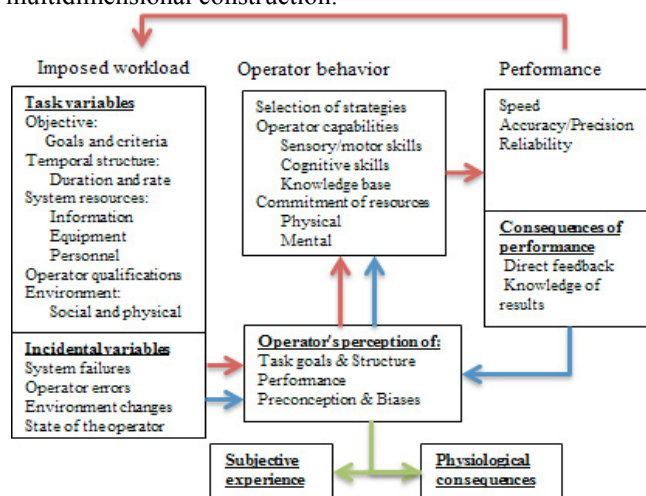 multidimensional construction.
Imposed workload
Operator behavior
Performance
Task variables
Objective:
Goals and criteria
Temporal structure:
Duration and rate
System resources:
Information
Equipment
Personnel
Operator qualifications
Environment:
Social and physical
Incidental variables
System failures
Operator errors
Environment changes
State of the operator
Selection of strategies
Operator capabilities
Sensory/motor skills
Cognitive skills
Knowledge base
Commitment of resources
Physical
Mental
Speed
Accuracy/Precision
Reliability
Consequences of
performance
Direct feedback
Knowledge of
results
Operator's perception of:
Task goals & Structure
Performance
Preconception & Biases
Subjective
experience
Physiological
consequences